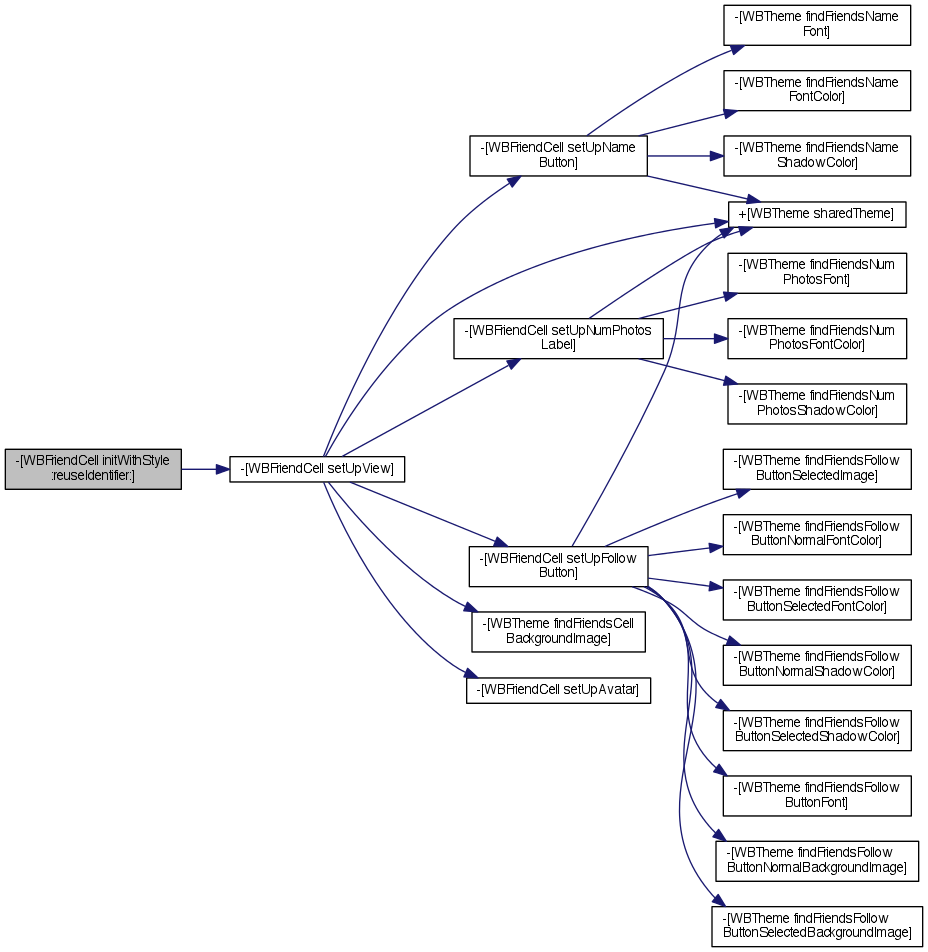 -[WBTheme findFriendsName
Font]
-[WBTheme findFriendsName
FontColor]
-[WBFriendCell setUpName
Button]
-[WBTheme findFriendsName
ShadowColor]
+[WBTheme sharedTheme]
-[WBTheme findFriendsNum
PhotosFont]
-[WBFriendCell setUpNumPhotos
Label]
-[WBTheme findFriendsNum
PhotosFontColor]
-[WBTheme findFriendsNum
PhotosShadowColor]
-[WBFriendCell initWithStyle
:reuseIdentifier:]
-[WBFriendCell setUpView]
-[WBTheme findFriendsFollow
ButtonSelectedImage]
-[WBTheme findFriendsFollow
ButtonNormalFontColor]
-[WBFriendCell setUpFollow
Button]
-[WBTheme findFriendsFollow
ButtonSelectedFontColor]
-[WBTheme findFriendsCell
BackgroundImage]
-[WBTheme findFriendsFollow
ButtonNormalShadowColor]
-[WBFriendCell setUpAvatar]
-[WBTheme findFriendsFollow
ButtonSelectedShadowColor]
-[WBTheme findFriendsFollow
ButtonFont]
-[WBTheme findFriendsFollow
ButtonNormalBackgroundImage]
-[WBTheme findFriendsFollow
ButtonSelectedBackgroundImage]